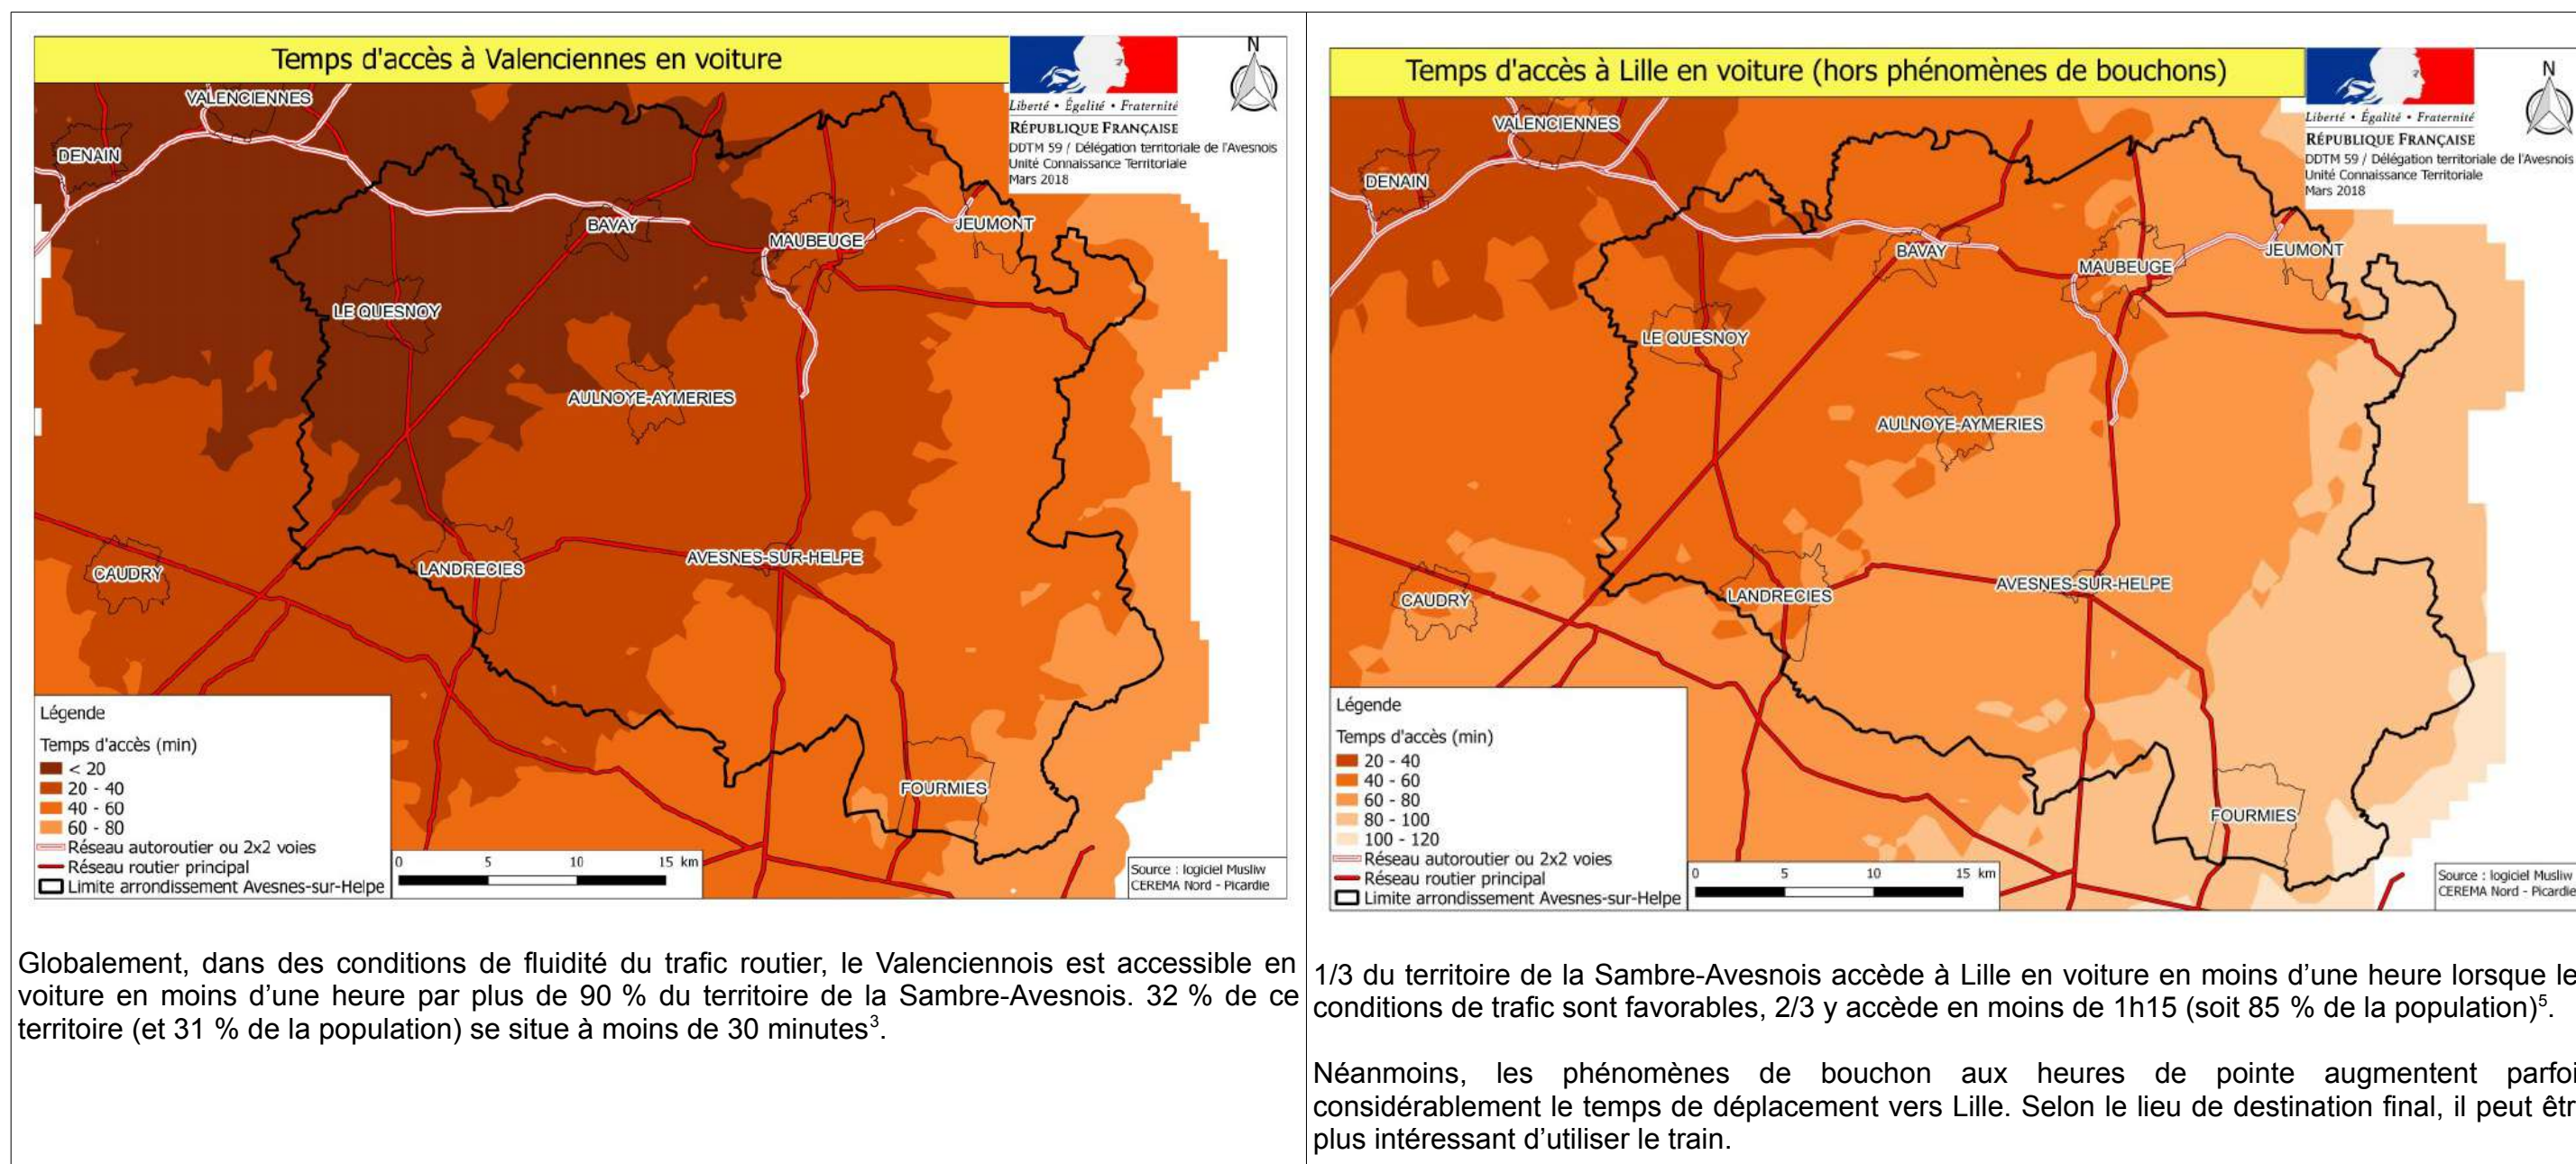 Temps d'accès à Valenciennes en voiture
N
Liberté • Égalité • Fraternité
RÉPUBLIQUE FRANÇAISE
DDTM 59 / Délégation territoriale de l'Avesnois
Unité Connaissance Territoriale
Mars 2018
VALENCIENNES
DENAIN
BAVAY
JEUMONT
MAUBEUGE
LE QUESNOY
AULNOYE-AYMERIES
AVESNES-SUR-HELPE
LANDRECIES
CAUDRY
FOURMIES
Légende
Temps d'accès (min)
< 20
20 - 40
40 - 60
60 - 80
Réseau autoroutier ou 2x2 voies
Réseau routier principal
Limite arrondissement Avesnes-sur-Helpe
0 5 10 15 km
Source : logiciel Musliw
CEREMA Nord - Picardie
Globalement, dans des conditions de fluidité du trafic routier, le Valenciennois est accessible en
voiture en moins d'une heure par plus de 90 % du territoire de la Sambre-Avesnois. 32 % de ce
territoire (et 31 % de la population) se situe à moins de 30 minutes³.
Temps d'accès à Lille en voiture (hors phénomènes de bouchons)
N
Liberté • Égalité • Fraternité
RÉPUBLIQUE FRANÇAISE
DDTM 59 / Délégation territoriale de l'Avesnois
Unité Connaissance Territoriale
Mars 2018
VALENCIENNES
DENAIN
BAVAY
JEUMONT
MAUBEUGE
LE QUESNOY
AULNOYE-AYMERIES
AVESNES-SUR-HELPE
LANDRECIES
CAUDRY
FOURMIES
Légende
Temps d'accès (min)
20 - 40
40 - 60
60 - 80
80 - 100
100 - 120
Réseau autoroutier ou 2x2 voies
Réseau routier principal
Limite arrondissement Avesnes-sur-Helpe
0 5 10 15 km
Source : logiciel Musliw
CEREMA Nord - Picardie
1/3 du territoire de la Sambre-Avesnois accède à Lille en voiture en moins d'une heure lorsque le
conditions de trafic sont favorables, 2/3 y accède en moins de 1h15 (soit 85 % de la population)⁵.
Néanmoins, les phénomènes de bouchon aux heures de pointe augmentent parfoi
considérablement le temps de déplacement vers Lille. Selon le lieu de destination final, il peut êtr
plus intéressant d'utiliser le train.